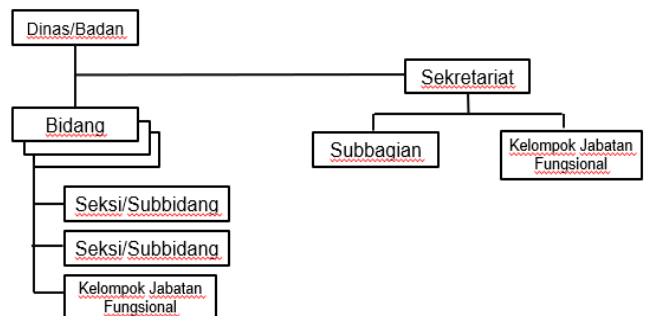 Dinas/Badan
Sekretariat
Bidang
Subbagian
Kelompok Jabatan
Fungsional
Seksi/Subbidang
Seksi/Subbidang
Kelompok Jabatan
Fungsional